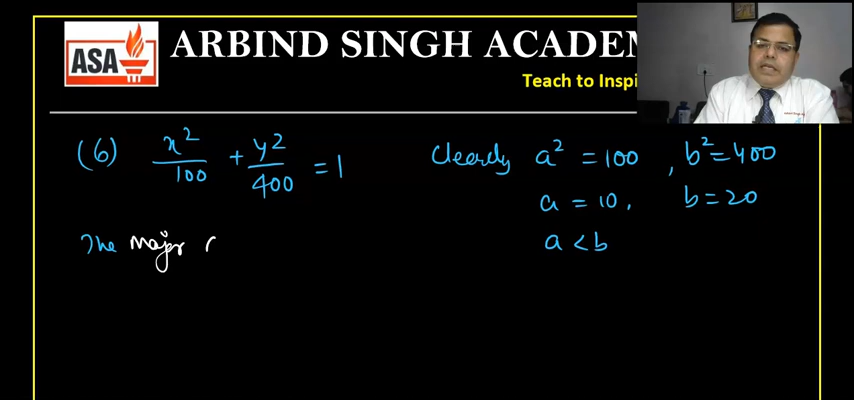 ASA
ARBIND SINGH ACADEM
Teach to Inspi
(6) x²/100 + y2/400 = 1
Clearly a² = 100 , b² = 400
a = 10, b = 20
a < b
The Major